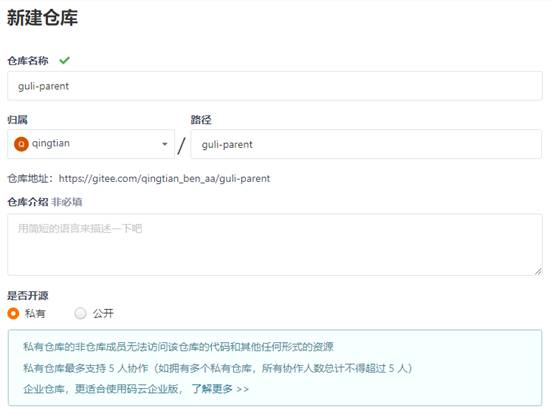 新建仓库
仓库名称
guli-parent
归属 路径
Q qingtian / guli-parent
仓库地址：https://gitee.com/qingtian_ben_aa/guli-parent
仓库介绍 非必填
用简短的语言来描述一下吧
是否开源
私有 公开
私有仓库的非仓库成员无法访问该仓库的代码和其他任何形式的资源
私有仓库最多支持 5 人协作（如拥有多个私有仓库，所有协作人数总计不得超过 5 人）
企业仓库，更适合使用码云企业版， 了解更多 >>